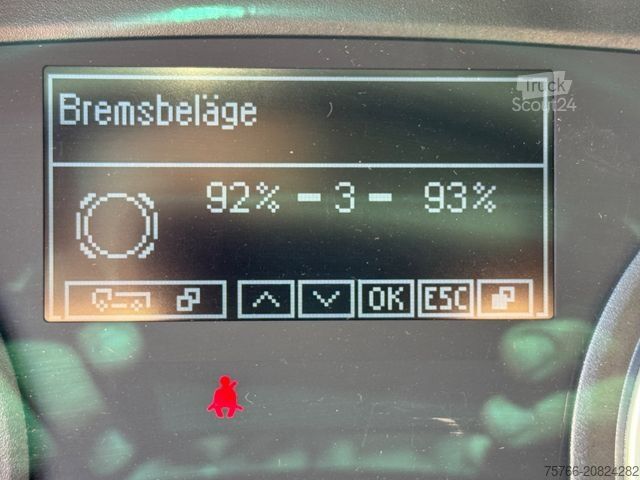 Truck
Scout24
Bremsbeläge
92% - 3 - 93%
OK ESC
75766-20824282